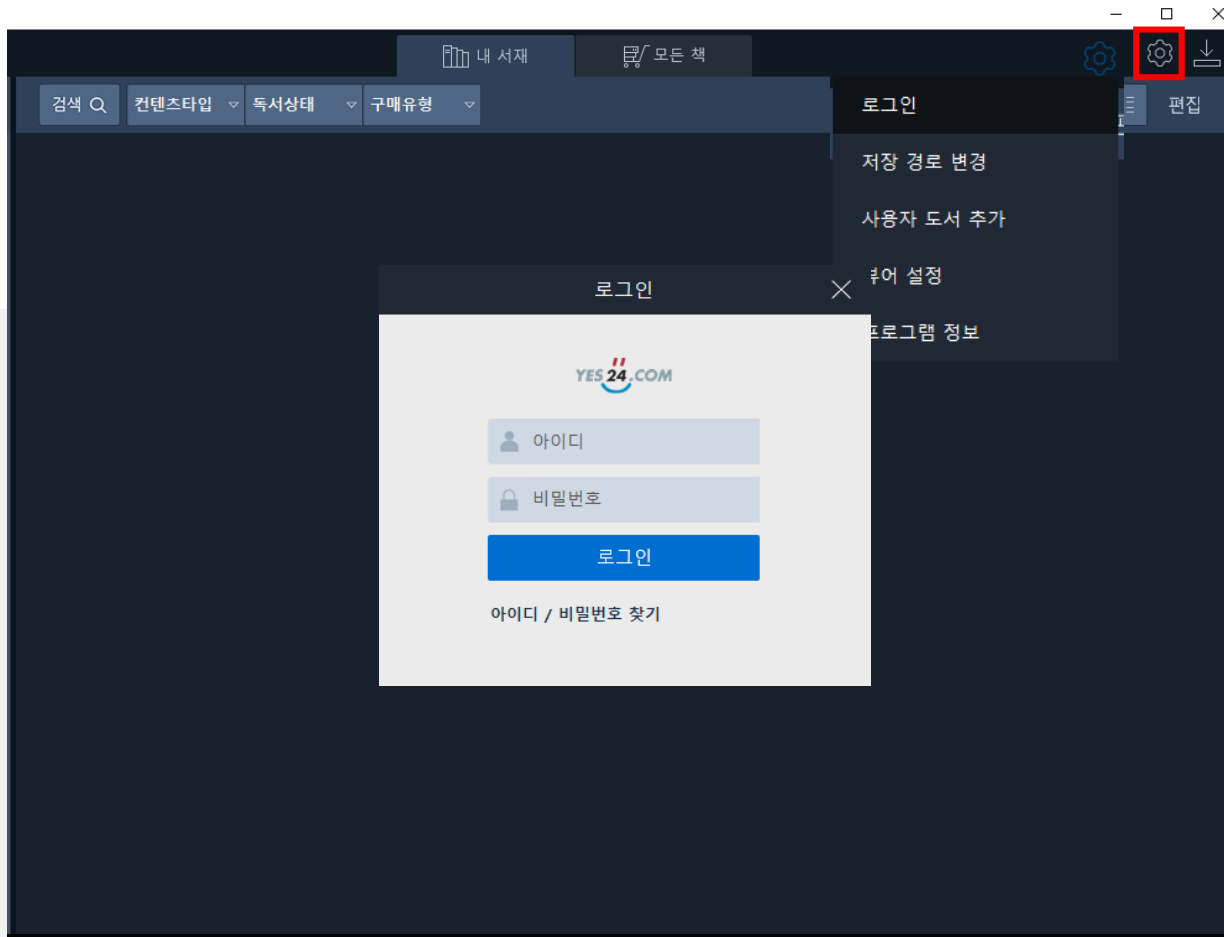 내 서재
모든 책
검색
컨텐츠타입
독서상태
구매유형
편집
로그인
저장 경로 변경
사용자 도서 추가
뷰어 설정
프로그램 정보
로그인
YES24.COM
아이디
비밀번호
로그인
아이디 / 비밀번호 찾기